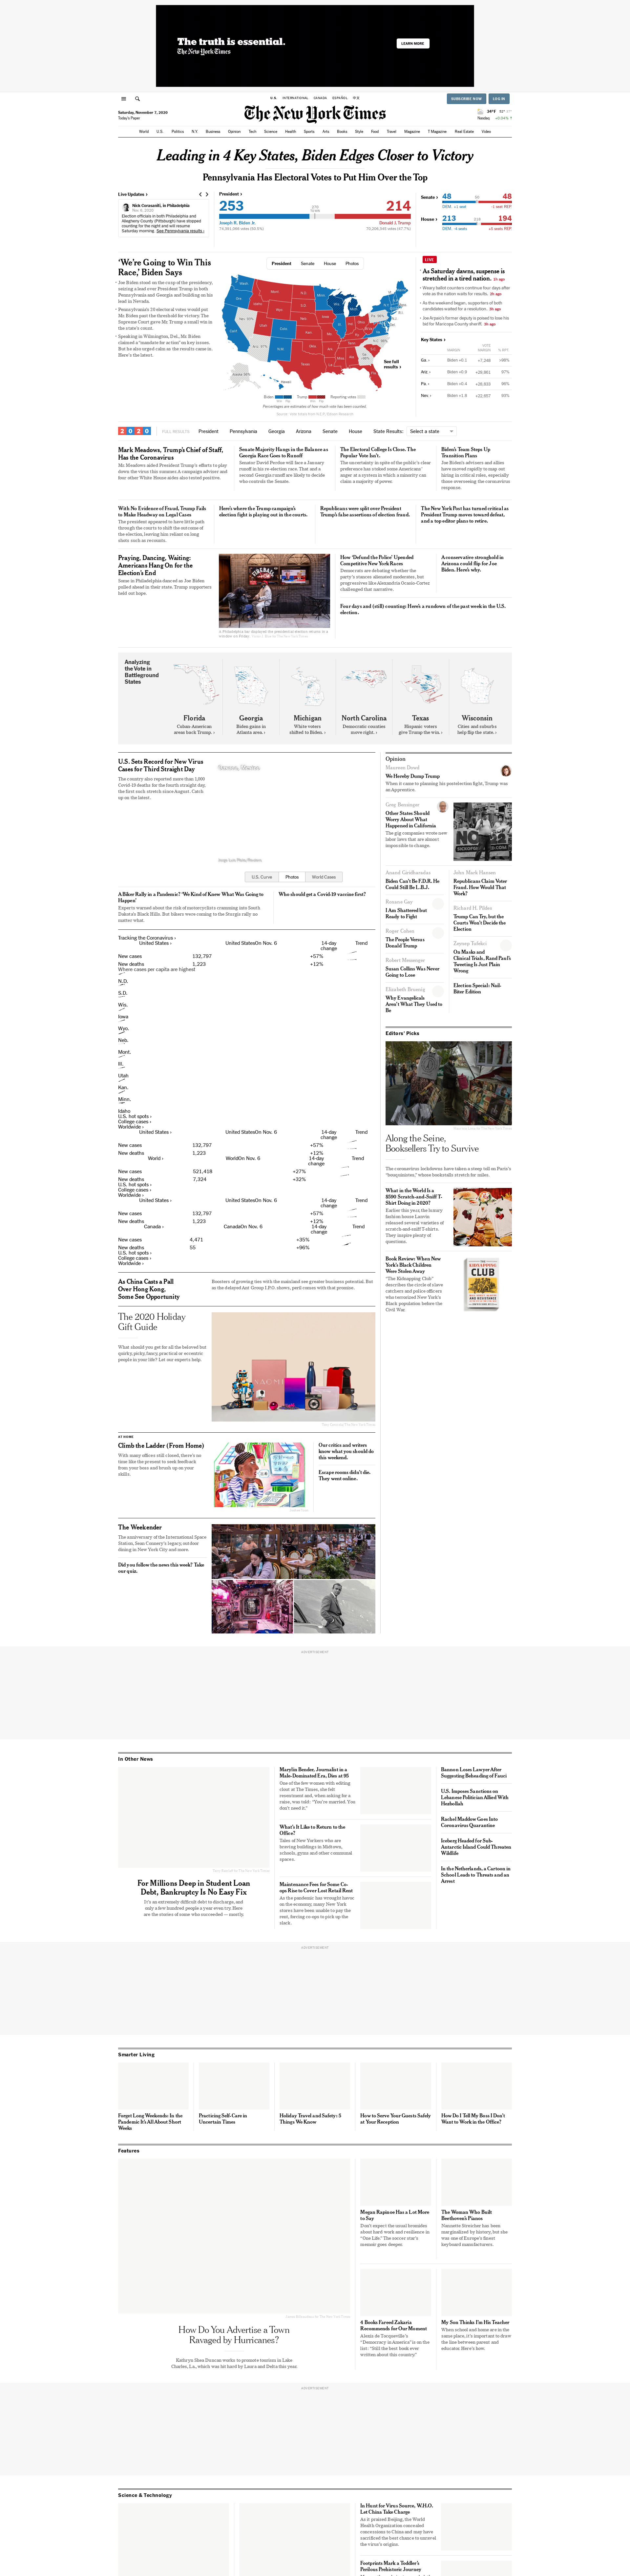 The truth is essential.
The New York Times
LEARN MORE
U.S. INTERNATIONAL CANADA ESPAÑOL 中文
SUBSCRIBE NOW
LOG IN
Saturday, November 7, 2020
Today's Paper
The New York Times
Nasdaq +0.04% ↑
World U.S. Politics N.Y. Business Opinion Tech Science Health Sports Arts Books Style Food Travel Magazine T Magazine Real Estate Video
Leading in 4 Key States, Biden Edges Closer to Victory
Pennsylvania Has Electoral Votes to Put Him Over the Top
Live Updates ›
Nick Corasaniti, in Philadelphia
Election officials in both Philadelphia and
Allegheny County (Pittsburgh) have stopped
counting for the night and will resume
Saturday morning. See Pennsylvania results ›
President ›
253
214
Joseph R. Biden Jr.
Donald J. Trump
Senate ›
48
48
House ›
213
194
'We're Going to Win This
Race,' Biden Says
Joe Biden stood on the cusp of the presidency,
seizing a lead over President Trump in both
Pennsylvania and Georgia and building on his
lead in Nevada.
Pennsylvania's 20 electoral votes would put
Mr. Biden over the threshold for victory. The
Supreme Court gave Mr. Trump a small win in
the state's count.
Speaking in Wilmington, Del., Mr. Biden
claimed a "mandate for action" on key issues.
But he also urged calm as the vote count in
President Senate House Photos
See full
results ›
LIVE
As Saturday dawns, suspense is
stretched in a tired nation. 1h ago
Weary ballot counters continue four days after
vote as the nation waits for results. 2h ago
As the weekend began, supporters of both
candidates waited for a resolution. 3h ago
Joe Arpaio's former deputy is poised to lose his
bid for Maricopa County sheriff. 4h ago
Key States ›
Ga. › Biden +0.1
Ariz. › Biden +0.9
Pa. › Biden +0.4
Nev. › Biden +1.8
2020
FULL RESULTS: President Pennsylvania Georgia Arizona Senate House State Results: Select a state
Mark Meadows, Trump's Chief of Staff,
Has the Coronavirus
Mr. Meadows aided President Trump's efforts to play
down the virus this summer. A campaign adviser and
four other White House aides also tested positive.
Senate Majority Hangs in the Balance as
Georgia Race Goes to Runoff
Senator David Perdue will face a January
runoff in his re-election race. That and a
second Georgia runoff are likely to decide
who controls the Senate.
The Electoral College Is Close. The
Popular Vote Isn't.
The uncertainty in spite of the public's clear
preference has stoked some Americans'
anger at a system in which a minority can
claim a majority of power.
Biden's Team Steps Up
Transition Plans
Joe Biden's advisers and allies
have moved rapidly to map out
hiring in critical roles, especially
those overseeing the coronavirus
response.
With No Evidence of Fraud, Trump Fails
to Make Headway on Legal Cases
The president appeared to have little path
through the courts to shift the outcome of
the election, leaving him reliant on long
shots such as recounts.
Here's where the Trump campaign's
election fight is playing out in the courts.
Republicans were split over President
Trump's false assertions of election fraud.
The New York Post has turned critical as
President Trump moves toward defeat,
and a top editor plans to retire.
Praying, Dancing, Waiting:
Americans Hang On for the
Election's End
Some in Philadelphia danced as Joe Biden
pulled ahead in their state. Trump supporters
held out hope.
How 'Defund the Police' Upended
Competitive New York Races
Democrats are debating whether the
party's stances alienated moderates, but
progressives like Alexandria Ocasio-Cortez
challenged that narrative.
A conservative stronghold in
Arizona could flip for Joe
Biden. Here's why.
Four days and (still) counting: Here's a rundown of the past week in the U.S.
election.
Analyzing
the Vote in
Battleground
States
Florida
Cuban-American
areas back Trump. ›
Georgia
Biden gains in
Atlanta area. ›
Michigan
White voters
shifted to Biden. ›
North Carolina
Democratic counties
move right. ›
Texas
Hispanic voters
give Trump the win. ›
Wisconsin
Cities and suburbs
help flip the state. ›
U.S. Sets Record for New Virus
Cases for Third Straight Day
The country also reported more than 1,000
Covid-19 deaths for the fourth straight day,
the first such streak since August. Catch
up on the latest.
U.S. Curve Photos World Cases
A Biker Rally in a Pandemic? 'We Kind of Knew What Was Going to
Happen'
Experts warned about the risk of motorcyclists cramming into South
Dakota's Black Hills. But bikers were coming to the Sturgis rally no
matter what.
Who should get a Covid-19 vaccine first?
Tracking the Coronavirus ›
United States › United StatesOn Nov. 6 14-day
change Trend
New cases 132,797 +57%
New deaths 1,223 +12%
Where cases per capita are highest
N.D.
S.D.
Wis.
Iowa
Wyo.
Neb.
Mont.
Ill.
Utah
Kan.
Minn.
Idaho
U.S. hot spots ›
College cases ›
Worldwide ›
United States › United StatesOn Nov. 6 14-day
change Trend
New cases 132,797 +57%
New deaths 1,223 +12%
World › WorldOn Nov. 6 14-day
change Trend
New cases 521,418 +27%
New deaths 7,324 +32%
U.S. hot spots ›
College cases ›
Worldwide ›
United States › United StatesOn Nov. 6 14-day
change Trend
New cases 132,797 +57%
New deaths 1,223 +12%
Canada › CanadaOn Nov. 6 14-day
change Trend
New cases 4,471 +35%
New deaths 55 +96%
U.S. hot spots ›
College cases ›
Worldwide ›
As China Casts a Pall
Over Hong Kong,
Some See Opportunity
Boosters of growing ties with the mainland see greater business potential. But
as the delayed Ant Group I.P.O. shows, peril comes with that promise.
The 2020 Holiday
Gift Guide
What should you get for all the beloved but
quirky, picky, fancy, practical or eccentric
people in your life? Let our experts help.
AT HOME
Climb the Ladder (From Home)
With many offices still closed, there's no
time like the present to seek feedback
from your boss and brush up on your
skills.
Our critics and writers
know what you should do
this weekend.
Escape rooms didn't die.
They went online.
The Weekender
The anniversary of the International Space
Station, Sean Connery's legacy, outdoor
dining in New York City and more.
Did you follow the news this week? Take
our quiz.
Opinion
Maureen Dowd
We Hereby Dump Trump
When it came to planning his postelection fight, Trump was
an Apprentice.
Greg Bensinger
Other States Should
Worry About What
Happened in California
The gig companies wrote new
labor laws that are almost
impossible to change.
Anand Giridharadas
Biden Can't Be F.D.R. He
Could Still Be L.B.J.
Roxane Gay
I Am Shattered but
Ready to Fight
Roger Cohen
The People Versus
Donald Trump
Robert Messenger
Susan Collins Was Never
Going to Lose
Elizabeth Bruenig
Why Evangelicals
Aren't What They Used to
Be
John Mark Hansen
Republicans Claim Voter
Fraud. How Would That
Work?
Richard H. Pildes
Trump Can Try, but the
Courts Won't Decide the
Election
Zeynep Tufekci
On Masks and
Clinical Trials, Rand Paul's
Tweeting Is Just Plain
Wrong
Election Special: Nail-
Biter Edition
Editors' Picks
Along the Seine,
Booksellers Try to Survive
The coronavirus lockdowns have taken a steep toll on Paris's
"bouquinistes," whose bookstalls stretch for miles.
What in the World Is a
$590 Scratch-and-Sniff T-
Shirt Doing in 2020?
Earlier this year, the luxury
fashion house Lanvin
released several varieties of
scratch-and-sniff T-shirts.
They inspire plenty of
questions.
Book Review: When New
York's Black Children
Were Stolen Away
"The Kidnapping Club"
describes the circle of slave
catchers and police officers
who terrorized New York's
Black population before the
Civil War.
ADVERTISEMENT
In Other News
For Millions Deep in Student Loan
Debt, Bankruptcy Is No Easy Fix
It's an extremely difficult debt to discharge, and
only a few hundred people a year even try. Here
are the stories of some who succeeded — mostly.
Marylin Bender, Journalist in a
Male-Dominated Era, Dies at 95
One of the few women with editing
clout at The Times, she felt
resentment and, when asking for a
raise, was told: "You're married. You
don't need it."
What's It Like to Return to the
Office?
Tales of New Yorkers who are
braving buildings in Midtown,
schools, gyms and other communal
spaces.
Maintenance Fees for Some Co-
ops Rise to Cover Lost Retail Rent
As the pandemic has wrought havoc
on the economy, many New York
stores have been unable to pay the
rent, forcing co-ops to pick up the
slack.
Bannon Loses Lawyer After
Suggesting Beheading of Fauci
U.S. Imposes Sanctions on
Lebanese Politician Allied With
Hezbollah
Rachel Maddow Goes Into
Coronavirus Quarantine
Iceberg Headed for Sub-
Antarctic Island Could Threaten
Wildlife
In the Netherlands, a Cartoon in
School Leads to Threats and an
Arrest
ADVERTISEMENT
Smarter Living
Forget Long Weekends: In the
Pandemic It's All About Short
Weeks
Practicing Self-Care in
Uncertain Times
Holiday Travel and Safety: 5
Things We Know
How to Serve Your Guests Safely
at Your Reception
How Do I Tell My Boss I Don't
Want to Work in the Office?
Features
How Do You Advertise a Town
Ravaged by Hurricanes?
Kathryn Shea Duncan works to promote tourism in Lake
Charles, La., which was hit hard by Laura and Delta this year.
Megan Rapinoe Has a Lot More
to Say
Don't expect the usual bromides
about hard work and resilience in
"One Life." The soccer star's
memoir goes deeper.
The Woman Who Built
Beethoven's Pianos
Nannette Streicher has been
marginalized by history, but she
was one of Europe's finest
keyboard manufacturers.
4 Books Fareed Zakaria
Recommends for Our Moment
Alexis de Tocqueville's
"Democracy in America" is on the
list: "Still the best book ever
written about this country."
My Son Thinks I'm His Teacher
When school and home are in the
same place, it's important to draw
the line between parent and
educator. Here's how.
ADVERTISEMENT
Science & Technology
In Hunt for Virus Source, W.H.O.
Let China Take Charge
As it praised Beijing, the World
Health Organization concealed
concessions to China and may have
sacrificed the best chance to unravel
the virus's origins.
Footprints Mark a Toddler's
Perilous Prehistoric Journey